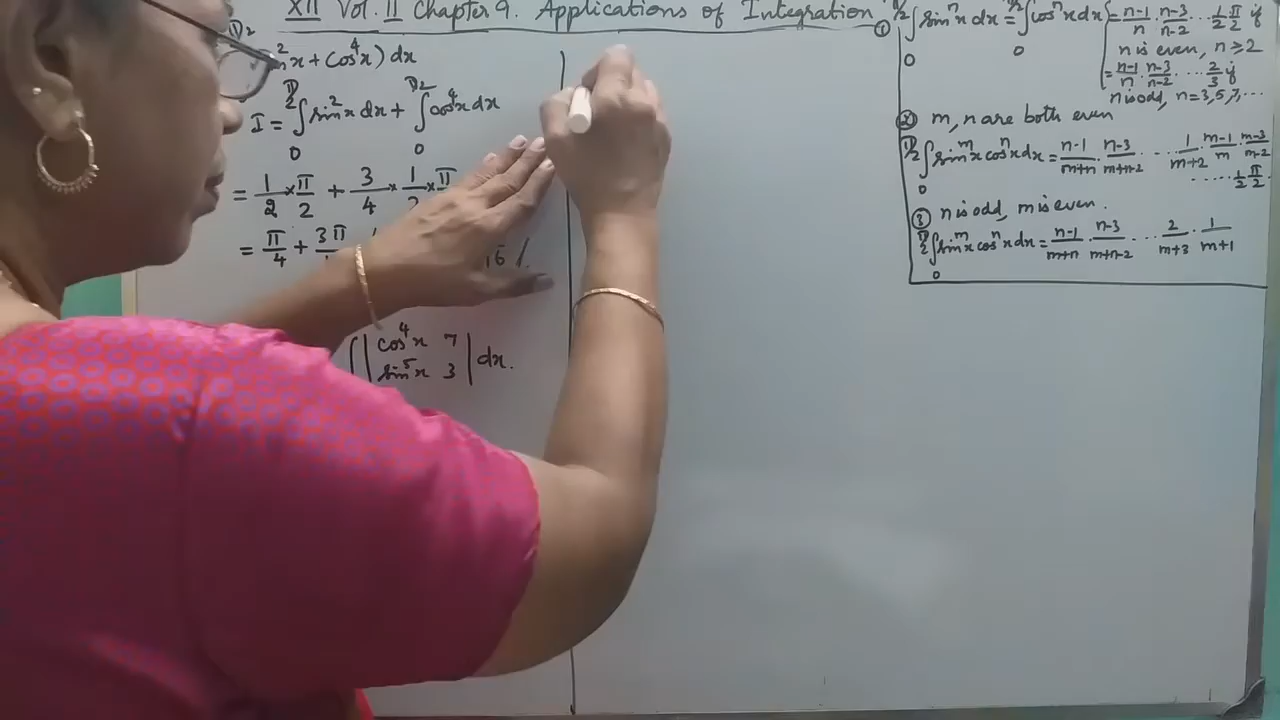 XII Vol. II Chapter 9. Applications of Integration.
x + cos⁴x) dx
I = ∫₀^(π/2) sin²x dx + ∫₀^(π/2) cos⁴x dx
= 1/2 × π/2 + 3/4 × 1/2 × π
= π/4 + 3π
∫ | cos⁴x 7 | dx.
| sin⁵x 3 |
① ∫₀^(π/2) sinⁿx dx = ∫₀^(π/2) cosⁿx dx { = n-1/n · n-3/n-2 ... 1/2 π/2 if
n is even, n ≥ 2
= n-1/n · n-3/n-2 ... 2/3 if
n is odd, n = 3,5,7,...
② m, n are both even
∫₀^(π/2) sinᵐx cosⁿx dx = n-1/m+n · n-3/m+n-2 ... 1/m+2 · m-1/m · m-3/m-2
..... 1/2 π/2.
③ n is odd, m is even.
∫₀^(π/2) sinᵐx cosⁿx dx = n-1/m+n · n-3/m+n-2 ... 2/m+3 · 1/m+1